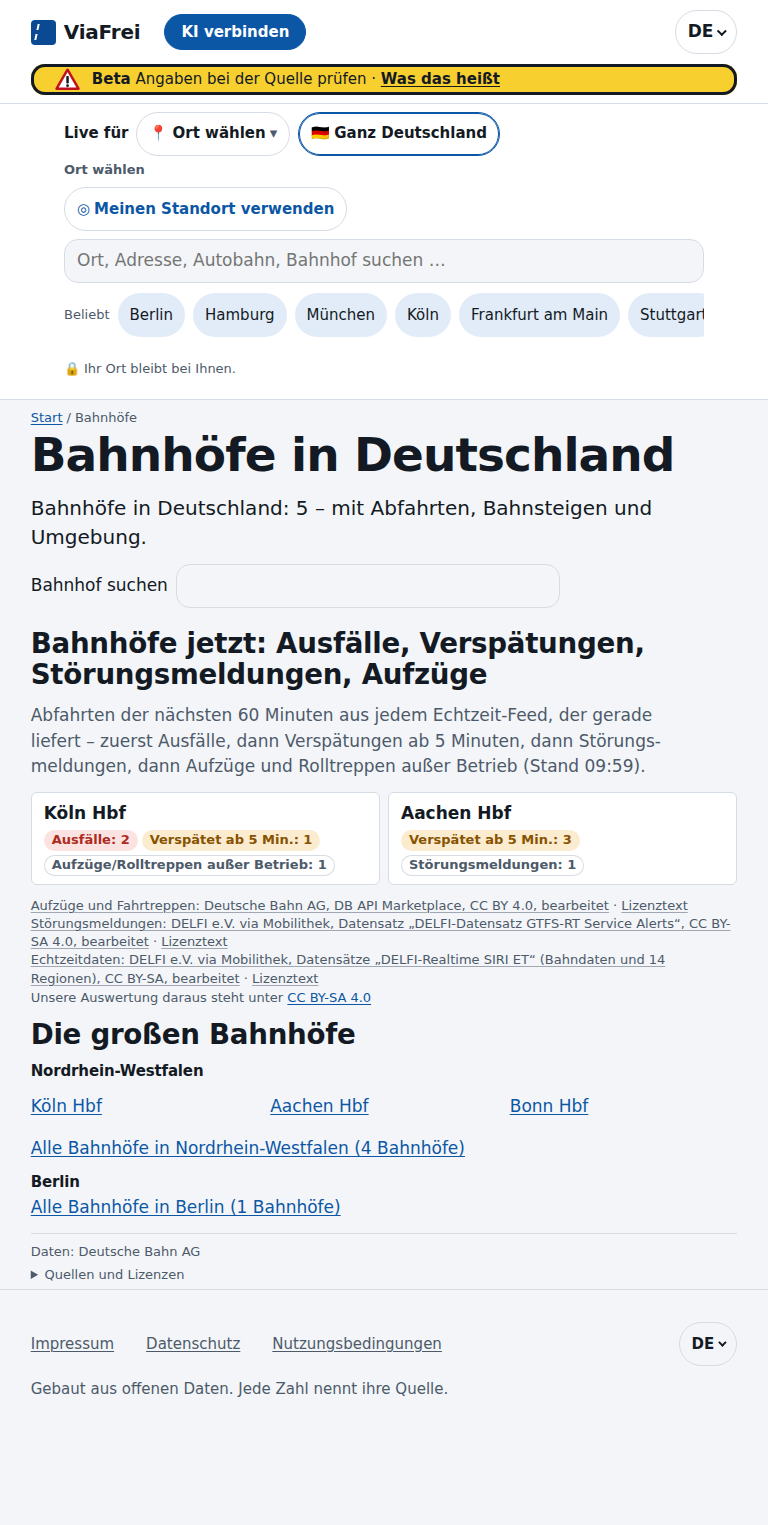 ViaFrei KI verbinden DE
Beta Angaben bei der Quelle prüfen · Was das heißt
Live für 📍 Ort wählen ▾ 🇩🇪 Ganz Deutschland
Ort wählen
◎ Meinen Standort verwenden
Ort, Adresse, Autobahn, Bahnhof suchen …
Beliebt Berlin Hamburg München Köln Frankfurt am Main Stuttgart
🔒 Ihr Ort bleibt bei Ihnen.
Start / Bahnhöfe
Bahnhöfe in Deutschland
Bahnhöfe in Deutschland: 5 – mit Abfahrten, Bahnsteigen und
Umgebung.
Bahnhof suchen
Bahnhöfe jetzt: Ausfälle, Verspätungen,
Störungsmeldungen, Aufzüge
Abfahrten der nächsten 60 Minuten aus jedem Echtzeit-Feed, der gerade
liefert – zuerst Ausfälle, dann Verspätungen ab 5 Minuten, dann Störungs-
meldungen, dann Aufzüge und Rolltreppen außer Betrieb (Stand 09:59).
Köln Hbf
Ausfälle: 2 Verspätet ab 5 Min.: 1
Aufzüge/Rolltreppen außer Betrieb: 1
Aachen Hbf
Verspätet ab 5 Min.: 3
Störungsmeldungen: 1
Aufzüge und Fahrtreppen: Deutsche Bahn AG, DB API Marketplace, CC BY 4.0, bearbeitet · Lizenztext
Störungsmeldungen: DELFI e.V. via Mobilithek, Datensatz „DELFI-Datensatz GTFS-RT Service Alerts“, CC BY-
SA 4.0, bearbeitet · Lizenztext
Echtzeitdaten: DELFI e.V. via Mobilithek, Datensätze „DELFI-Realtime SIRI ET“ (Bahndaten und 14
Regionen), CC BY-SA, bearbeitet · Lizenztext
Unsere Auswertung daraus steht unter CC BY-SA 4.0
Die großen Bahnhöfe
Nordrhein-Westfalen
Köln Hbf Aachen Hbf Bonn Hbf
Alle Bahnhöfe in Nordrhein-Westfalen (4 Bahnhöfe)
Berlin
Alle Bahnhöfe in Berlin (1 Bahnhöfe)
Daten: Deutsche Bahn AG
▶ Quellen und Lizenzen
Impressum Datenschutz Nutzungsbedingungen DE
Gebaut aus offenen Daten. Jede Zahl nennt ihre Quelle.